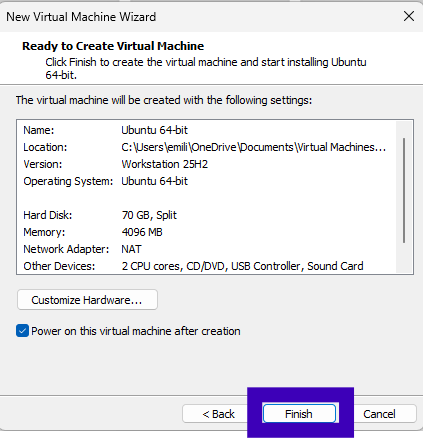 New Virtual Machine Wizard
Ready to Create Virtual Machine
Click Finish to create the virtual machine and start installing Ubuntu
64-bit.
The virtual machine will be created with the following settings:
Name: Ubuntu 64-bit
Location: C:\Users\emili\OneDrive\Documents\Virtual Machines...
Version: Workstation 25H2
Operating System: Ubuntu 64-bit
Hard Disk: 70 GB, Split
Memory: 4096 MB
Network Adapter: NAT
Other Devices: 2 CPU cores, CD/DVD, USB Controller, Sound Card
Customize Hardware...
Power on this virtual machine after creation
< Back Finish Cancel